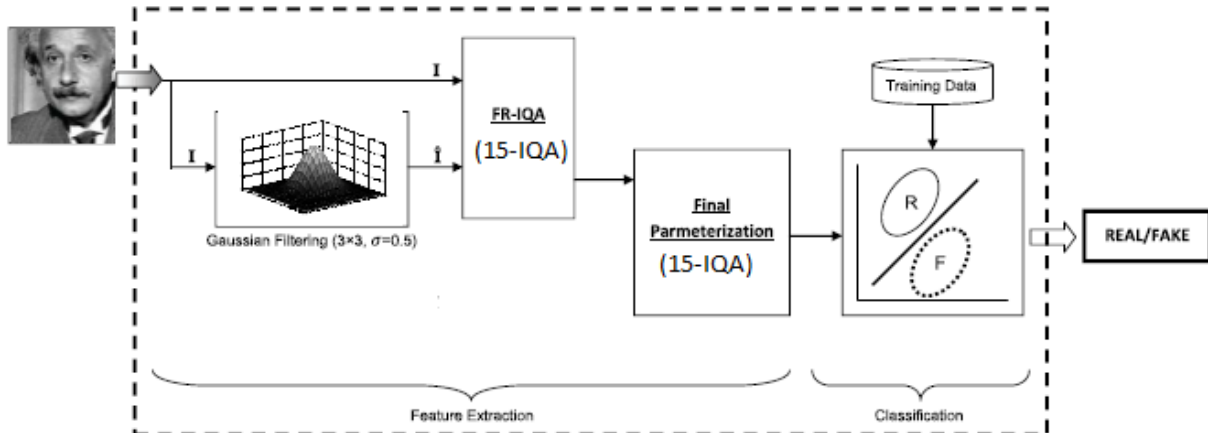 I
Training Data
FR-IQA
(15-IQA)
I
Î
Gaussian Filtering (3×3, σ=0.5)
Final
Parmeterization
(15-IQA)
R
F
REAL/FAKE
Feature Extraction
Classification